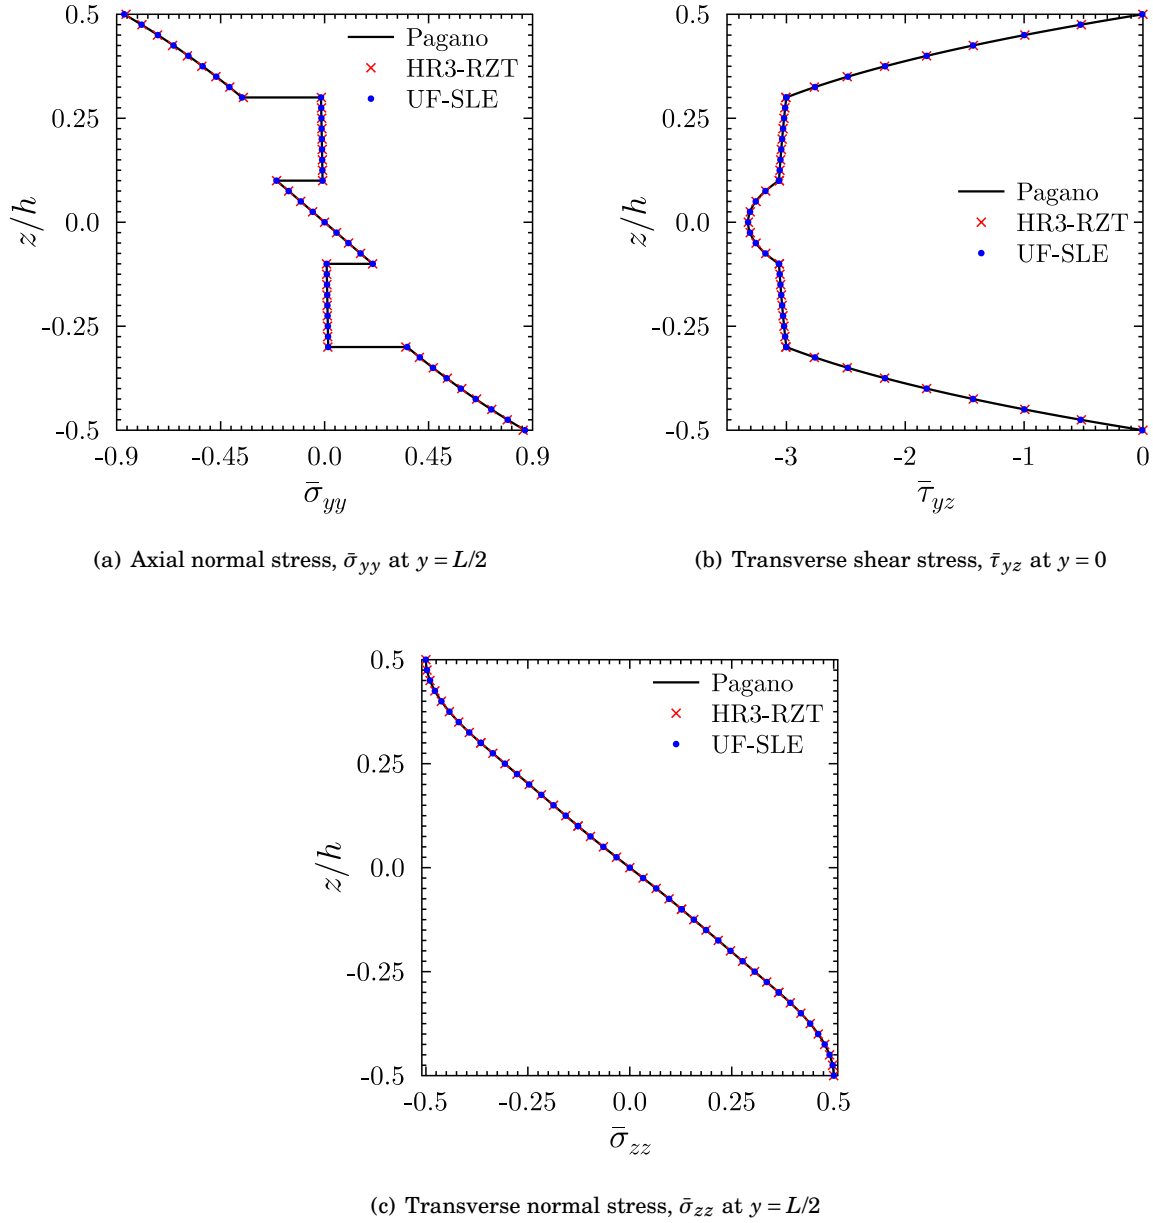 0.5
0.25
0.0
-0.25
-0.5
z/h
-0.9 -0.45 0.0 0.45 0.9
σ̄yy
Pagano
HR3-RZT
UF-SLE
(a) Axial normal stress, σ̄yy at y = L/2
0.5
0.25
0.0
-0.25
-0.5
z/h
-3 -2 -1 0
τ̄yz
Pagano
HR3-RZT
UF-SLE
(b) Transverse shear stress, τ̄yz at y = 0
0.5
0.25
0.0
-0.25
-0.5
z/h
-0.5 -0.25 0.0 0.25 0.5
σ̄zz
Pagano
HR3-RZT
UF-SLE
(c) Transverse normal stress, σ̄zz at y = L/2